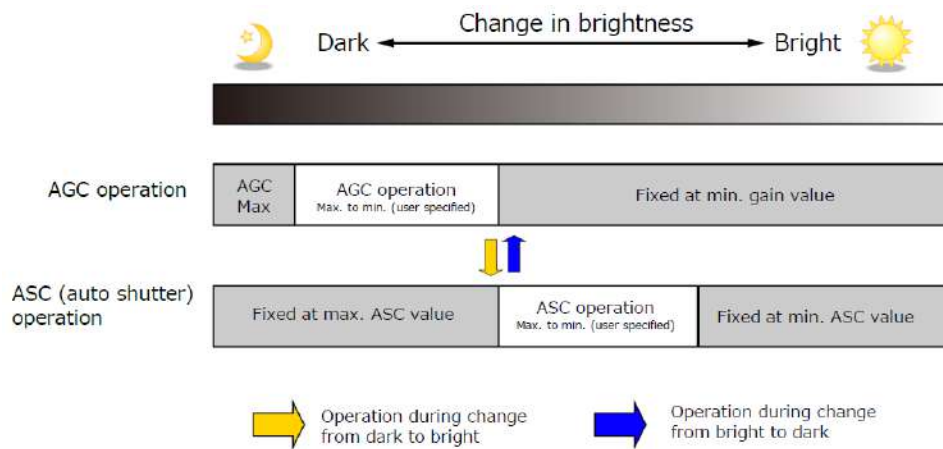 Change in brightness
Dark
Bright
AGC operation
AGC
Max
AGC operation
Max. to min. (user specified)
Fixed at min. gain value
ASC (auto shutter)
operation
Fixed at max. ASC value
ASC operation
Max. to min. (user specified)
Fixed at min. ASC value
Operation during change
from dark to bright
Operation during change
from bright to dark